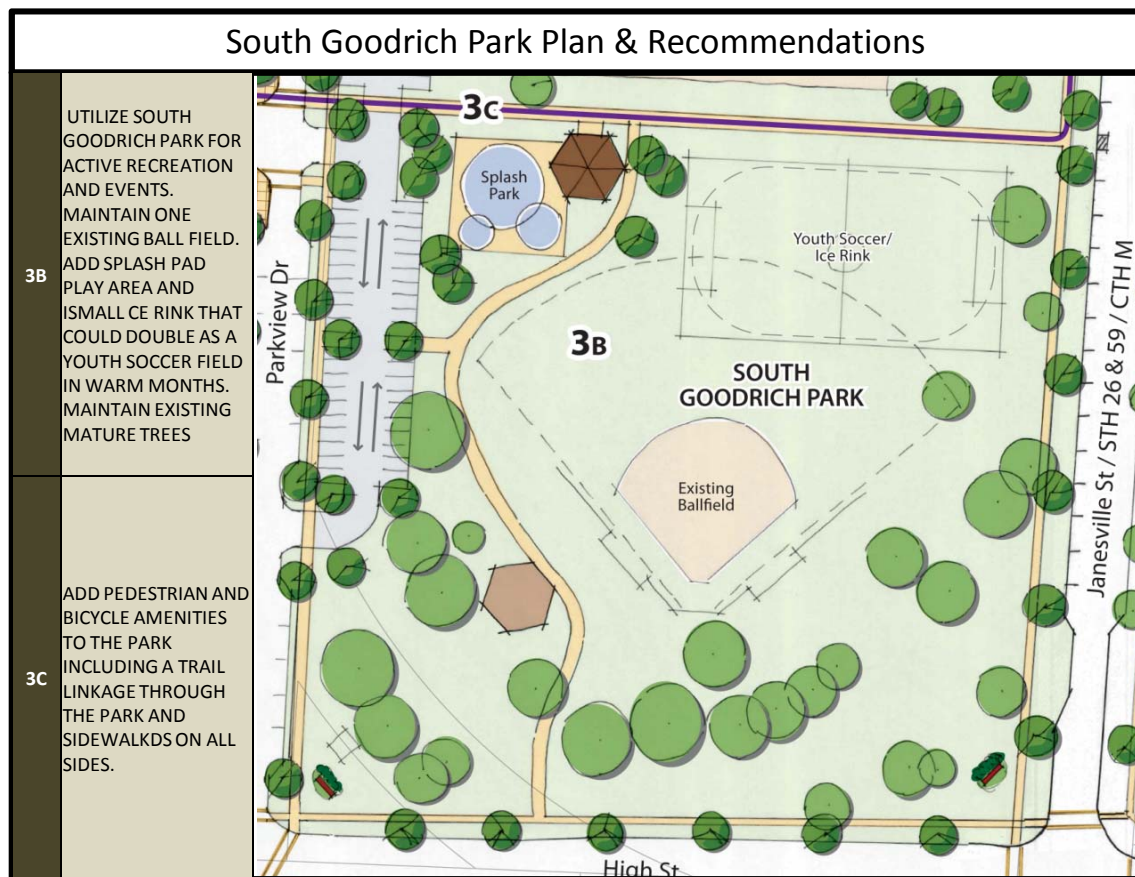 South Goodrich Park Plan & Recommendations
3B
UTILIZE SOUTH
GOODRICH PARK FOR
ACTIVE RECREATION
AND EVENTS.
MAINTAIN ONE
EXISTING BALL FIELD.
ADD SPLASH PAD
PLAY AREA AND
ISMALL CE RINK THAT
COULD DOUBLE AS A
YOUTH SOCCER FIELD
IN WARM MONTHS.
MAINTAIN EXISTING
MATURE TREES
3C
ADD PEDESTRIAN AND
BICYCLE AMENITIES
TO THE PARK
INCLUDING A TRAIL
LINKAGE THROUGH
THE PARK AND
SIDEWALKDS ON ALL
SIDES.
3C
Splash
Park
Youth Soccer/
Ice Rink
Parkview Dr
3B
SOUTH
GOODRICH PARK
Existing
Ballfield
Janesville St / STH 26 & 59 / CTH M
High St